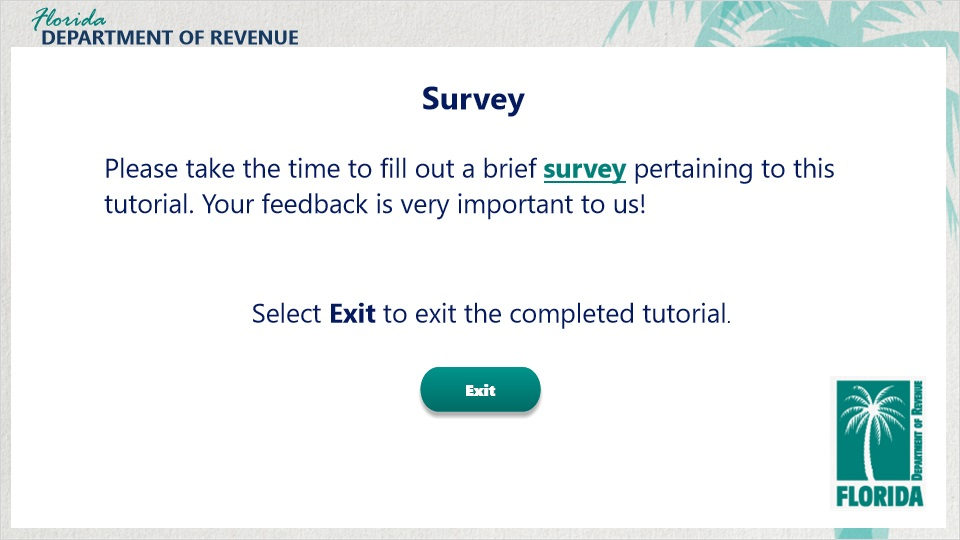 Florida
DEPARTMENT OF REVENUE
Survey
Please take the time to fill out a brief survey pertaining to this
tutorial. Your feedback is very important to us!
Select Exit to exit the completed tutorial.
Exit
DEPARTMENT OF REVENUE
FLORIDA